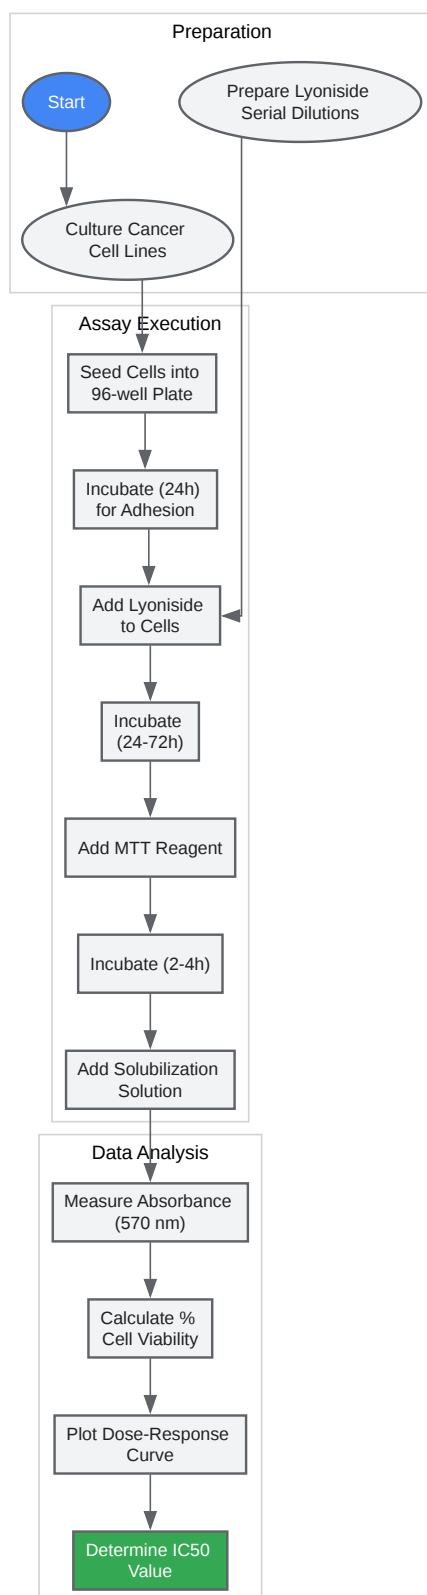 Preparation
Start
Prepare Lyoniside
Serial Dilutions
Culture Cancer
Cell Lines
Assay Execution
Seed Cells into
96-well Plate
Incubate (24h)
for Adhesion
Add Lyoniside
to Cells
Incubate
(24-72h)
Add MTT Reagent
Incubate (2-4h)
Add Solubilization
Solution
Data Analysis
Measure Absorbance
(570 nm)
Calculate %
Cell Viability
Plot Dose-Response
Curve
Determine IC50
Value